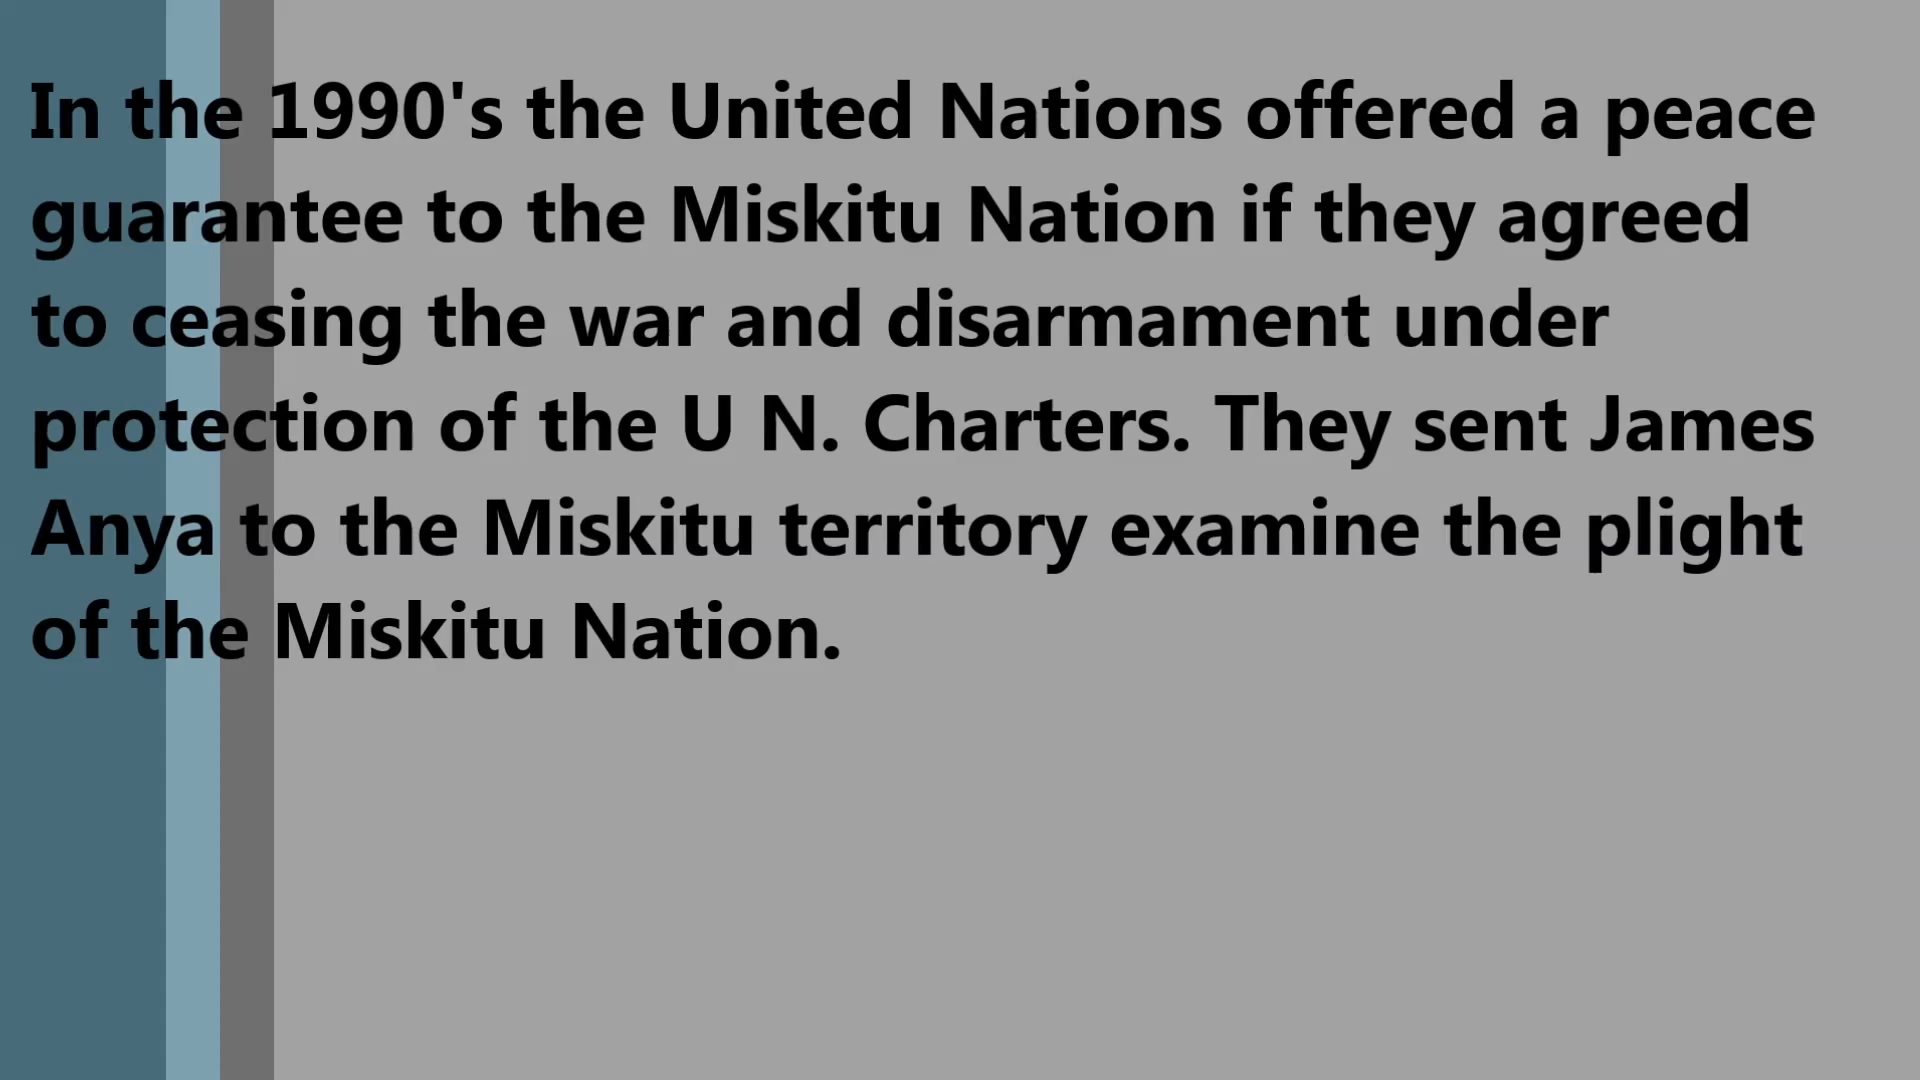 In the 1990's the United Nations offered a peace
guarantee to the Miskitu Nation if they agreed
to ceasing the war and disarmament under
protection of the U N. Charters. They sent James
Anya to the Miskitu territory examine the plight
of the Miskitu Nation.